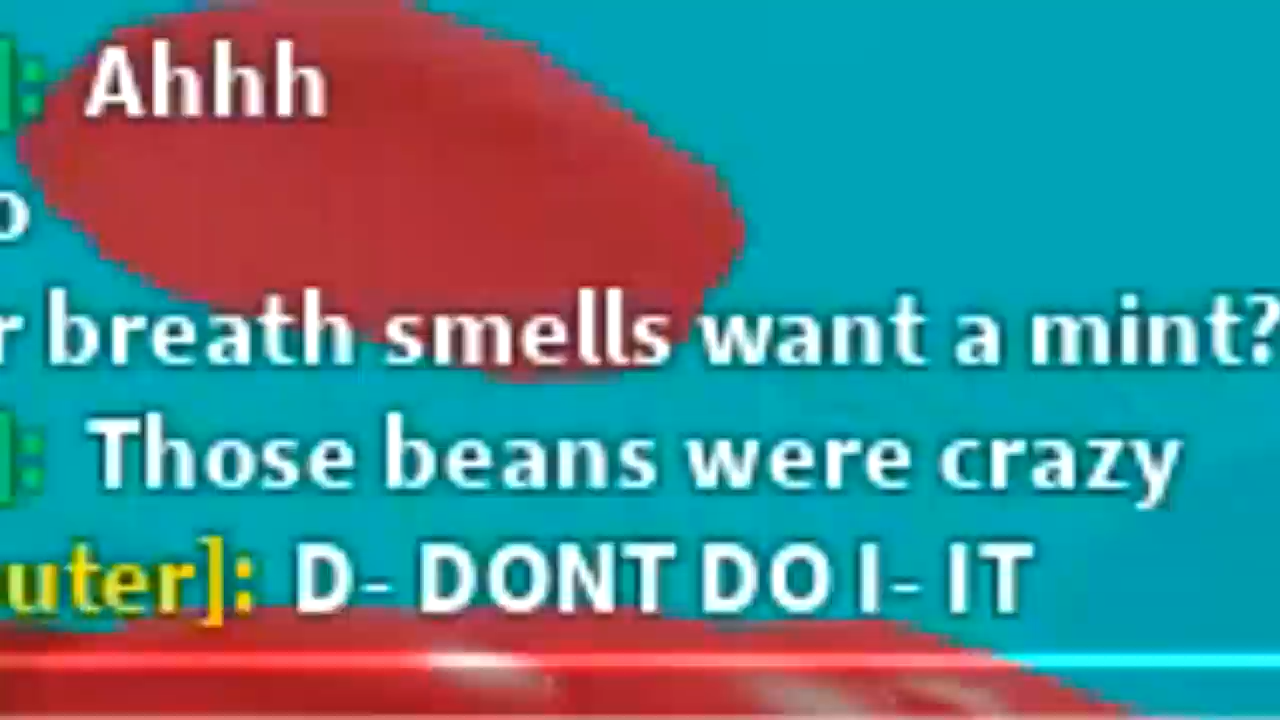 ]: Ahhh
o
r breath smells want a mint?
]: Those beans were crazy
uter]: D- DONT DO I- IT